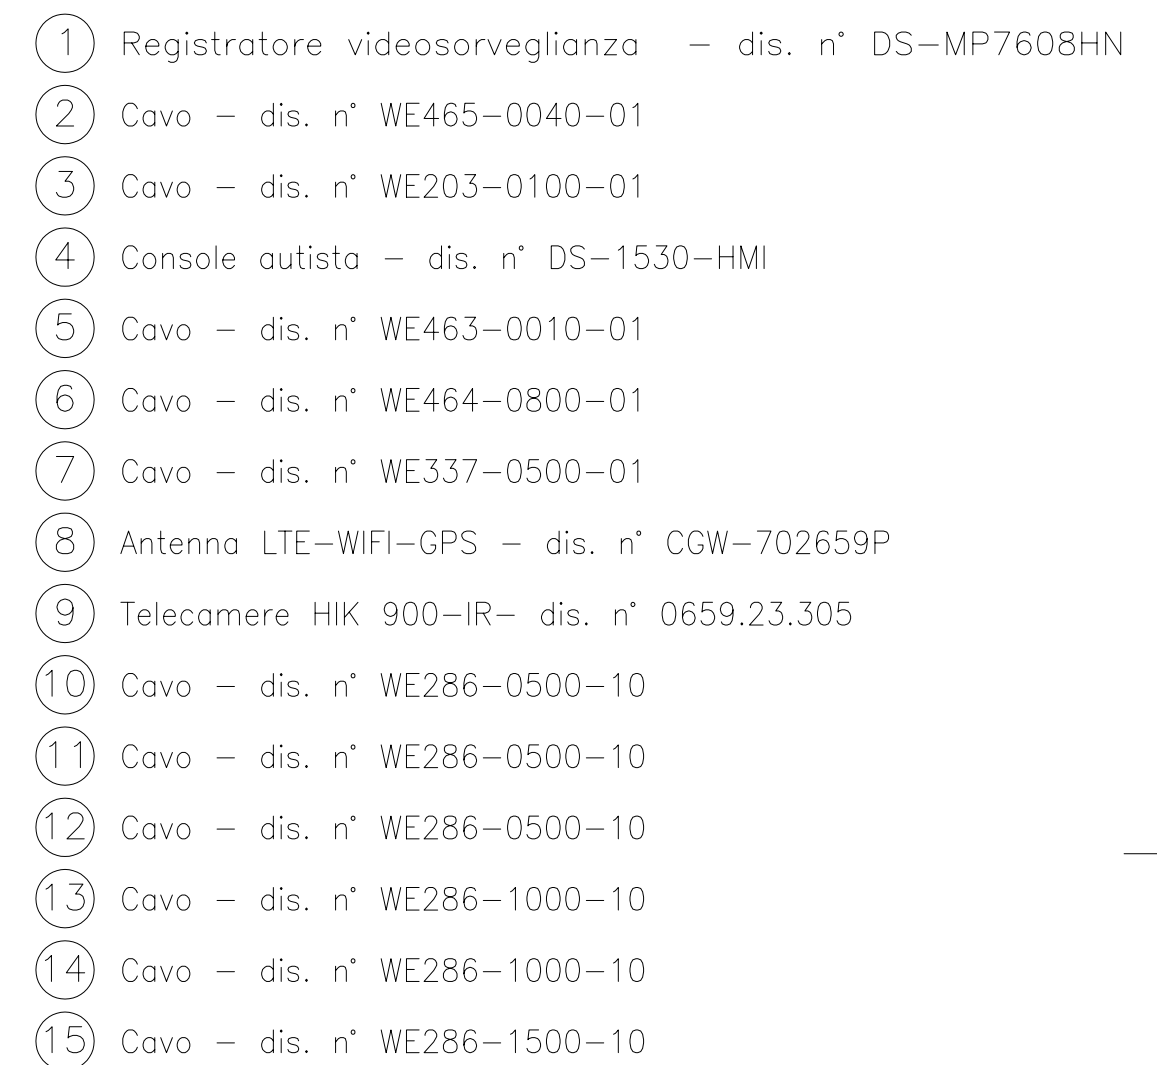 1 Registratore videosorveglianza – dis. n° DS–MP7608HN
2 Cavo – dis. n° WE465–0040–01
3 Cavo – dis. n° WE203–0100–01
4 Console autista – dis. n° DS–1530–HMI
5 Cavo – dis. n° WE463–0010–01
6 Cavo – dis. n° WE464–0800–01
7 Cavo – dis. n° WE337–0500–01
8 Antenna LTE–WIFI–GPS – dis. n° CGW–702659P
9 Telecamere HIK 900–IR– dis. n° 0659.23.305
10 Cavo – dis. n° WE286–0500–10
11 Cavo – dis. n° WE286–0500–10
12 Cavo – dis. n° WE286–0500–10
13 Cavo – dis. n° WE286–1000–10
14 Cavo – dis. n° WE286–1000–10
15 Cavo – dis. n° WE286–1500–10